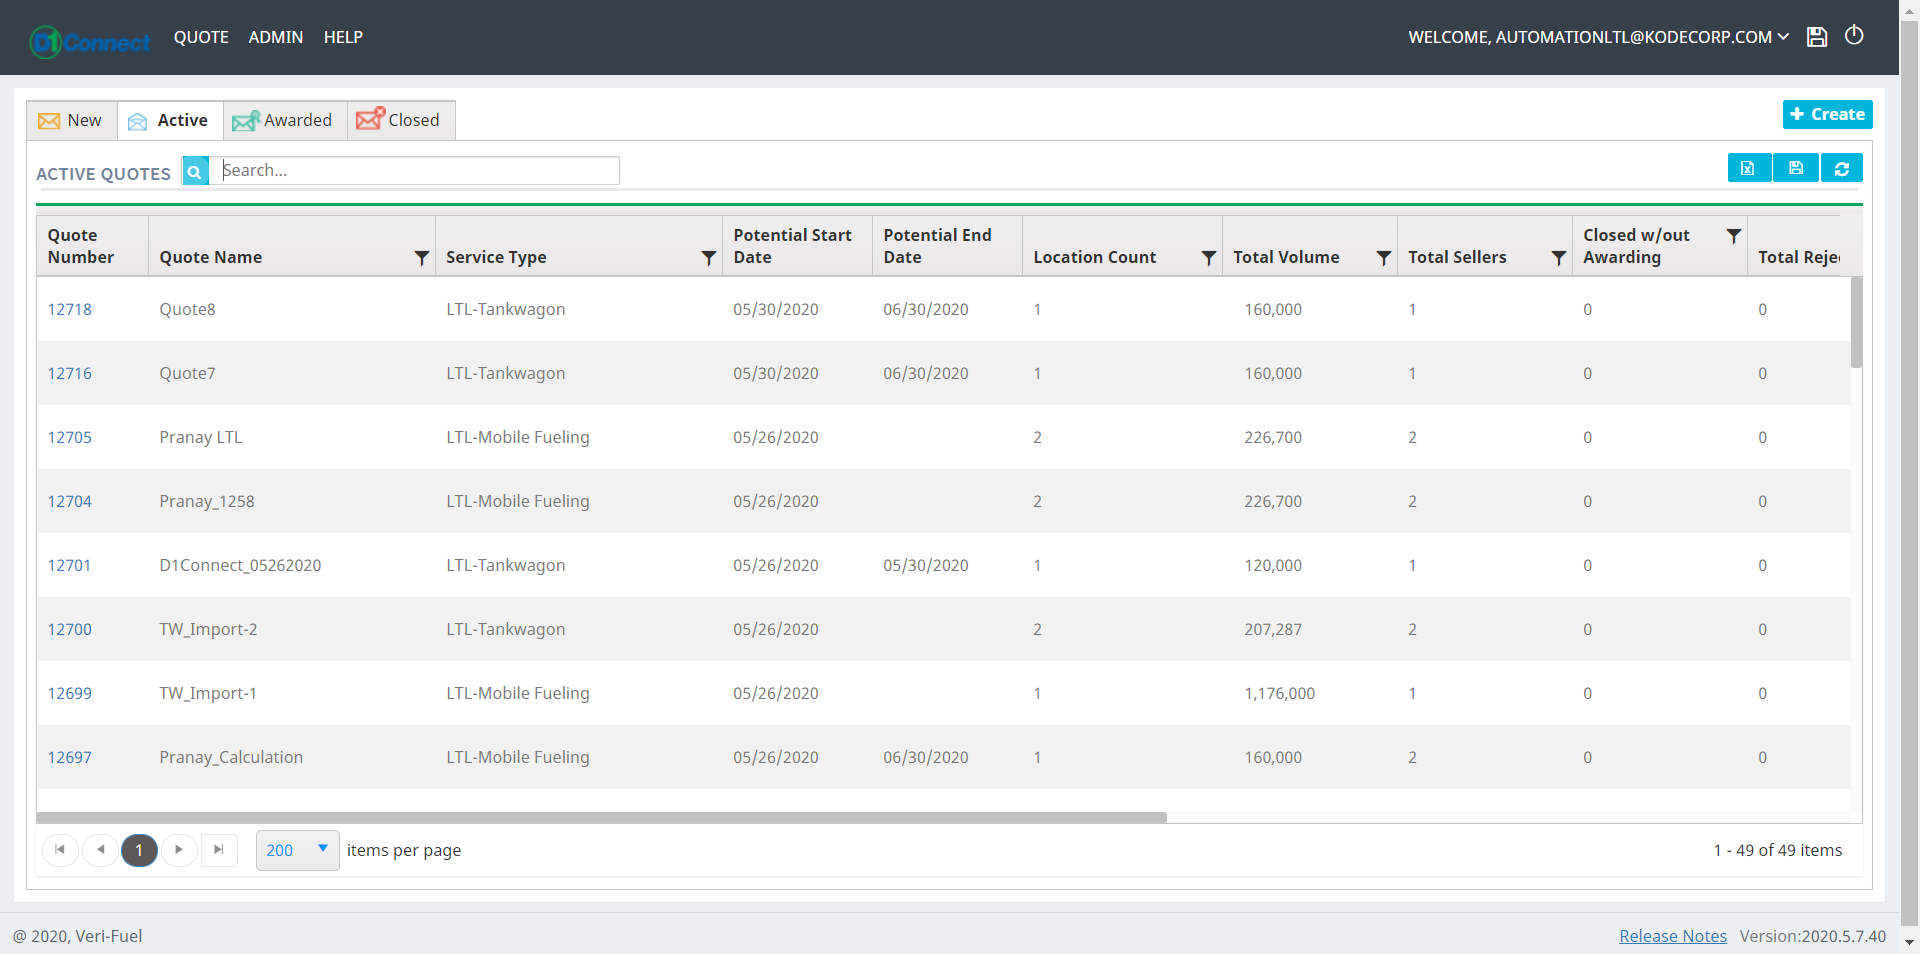 D1Connect QUOTE ADMIN HELP WELCOME, AUTOMATIONLTL@KODECORP.COM
New Active Awarded Closed + Create
ACTIVE QUOTES Search...
Quote Number Quote Name Service Type Potential Start Date Potential End Date Location Count Total Volume Total Sellers Closed w/out Awarding Total Reje
12718 Quote8 LTL-Tankwagon 05/30/2020 06/30/2020 1 160,000 1 0 0
12716 Quote7 LTL-Tankwagon 05/30/2020 06/30/2020 1 160,000 1 0 0
12705 Pranay LTL LTL-Mobile Fueling 05/26/2020 2 226,700 2 0 0
12704 Pranay_1258 LTL-Mobile Fueling 05/26/2020 2 226,700 2 0 0
12701 D1Connect_05262020 LTL-Tankwagon 05/26/2020 05/30/2020 1 120,000 1 0 0
12700 TW_Import-2 LTL-Tankwagon 05/26/2020 2 207,287 2 0 0
12699 TW_Import-1 LTL-Mobile Fueling 05/26/2020 1 1,176,000 1 0 0
12697 Pranay_Calculation LTL-Mobile Fueling 05/26/2020 06/30/2020 1 160,000 2 0 0
1 200 items per page 1 - 49 of 49 items
@ 2020, Veri-Fuel Release Notes Version:2020.5.7.40